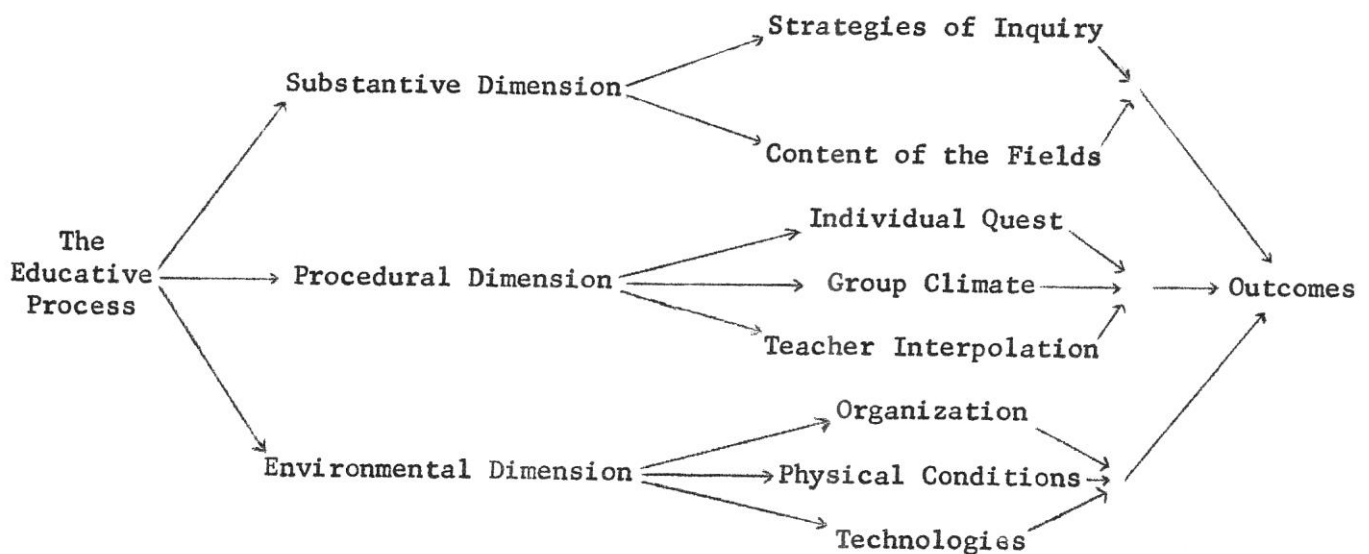 Strategies of Inquiry
Substantive Dimension
Content of the Fields
Individual Quest
The
Educative
Process
Procedural Dimension
Group Climate
Outcomes
Teacher Interpolation
Organization
Environmental Dimension
Physical Conditions
Technologies